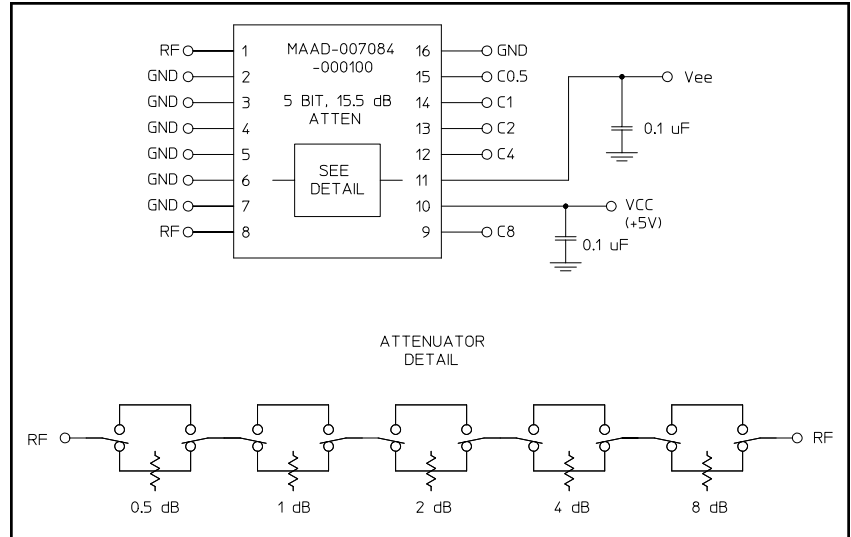 RF 1 MAAD-007084 16 GND
GND 2 -000100 15 C0.5 Vee
GND 3 5 BIT, 15.5 dB 14 C1
GND 4 ATTEN 13 C2 0.1 uF
GND 5 SEE 12 C4
GND 6 DETAIL 11
GND 7 10 VCC
(+5V)
RF 8 9 C8 0.1 uF
ATTENUATOR
DETAIL
RF RF
0.5 dB 1 dB 2 dB 4 dB 8 dB